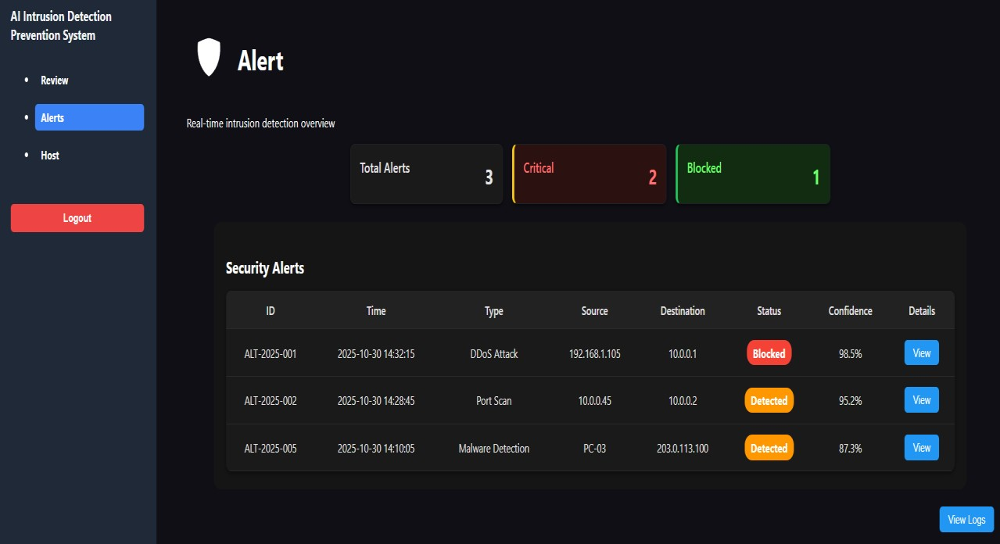 AI Intrusion Detection
Prevention System
Review
Alerts
Host
Logout
Alert
Real-time intrusion detection overview
Total Alerts 3
Critical 2
Blocked 1
Security Alerts
ID Time Type Source Destination Status Confidence Details
ALT-2025-001 2025-10-30 14:32:15 DDoS Attack 192.168.1.105 10.0.0.1 Blocked 98.5% View
ALT-2025-002 2025-10-30 14:28:45 Port Scan 10.0.0.45 10.0.0.2 Detected 95.2% View
ALT-2025-005 2025-10-30 14:10:05 Malware Detection PC-03 203.0.113.100 Detected 87.3% View
View Logs